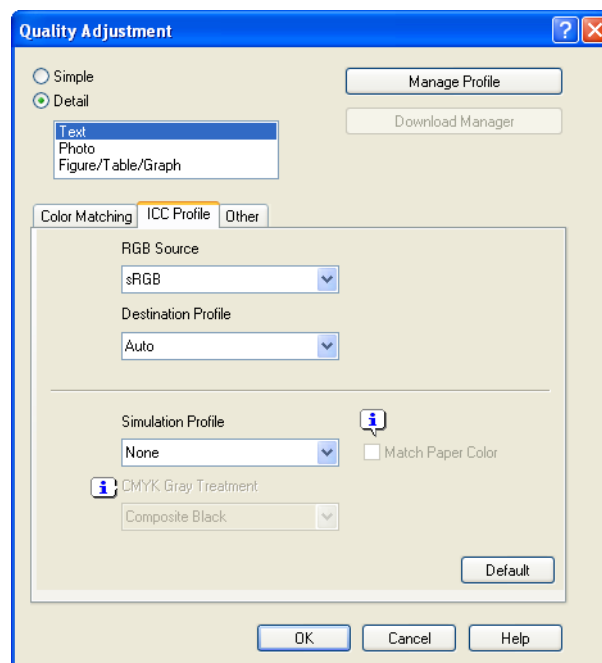 Quality Adjustment
Simple
Detail
Manage Profile
Download Manager
Text
Photo
Figure/Table/Graph
Color Matching
ICC Profile
Other
RGB Source
sRGB
Destination Profile
Auto
Simulation Profile
None
Match Paper Color
CMYK Gray Treatment
Composite Black
Default
OK
Cancel
Help